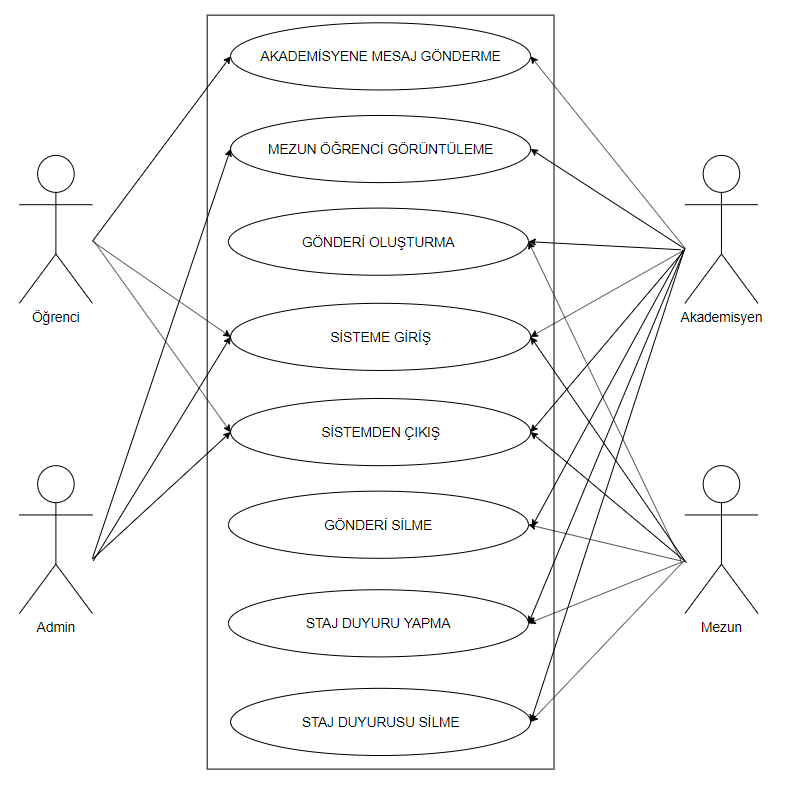 AKADEMİSYENE MESAJ GÖNDERME
MEZUN ÖĞRENCİ GÖRÜNTÜLEME
GÖNDERİ OLUŞTURMA
Öğrenci
Akademisyen
SİSTEME GİRİŞ
SİSTEMDEN ÇIKIŞ
GÖNDERİ SİLME
STAJ DUYURU YAPMA
Admin
Mezun
STAJ DUYURUSU SİLME